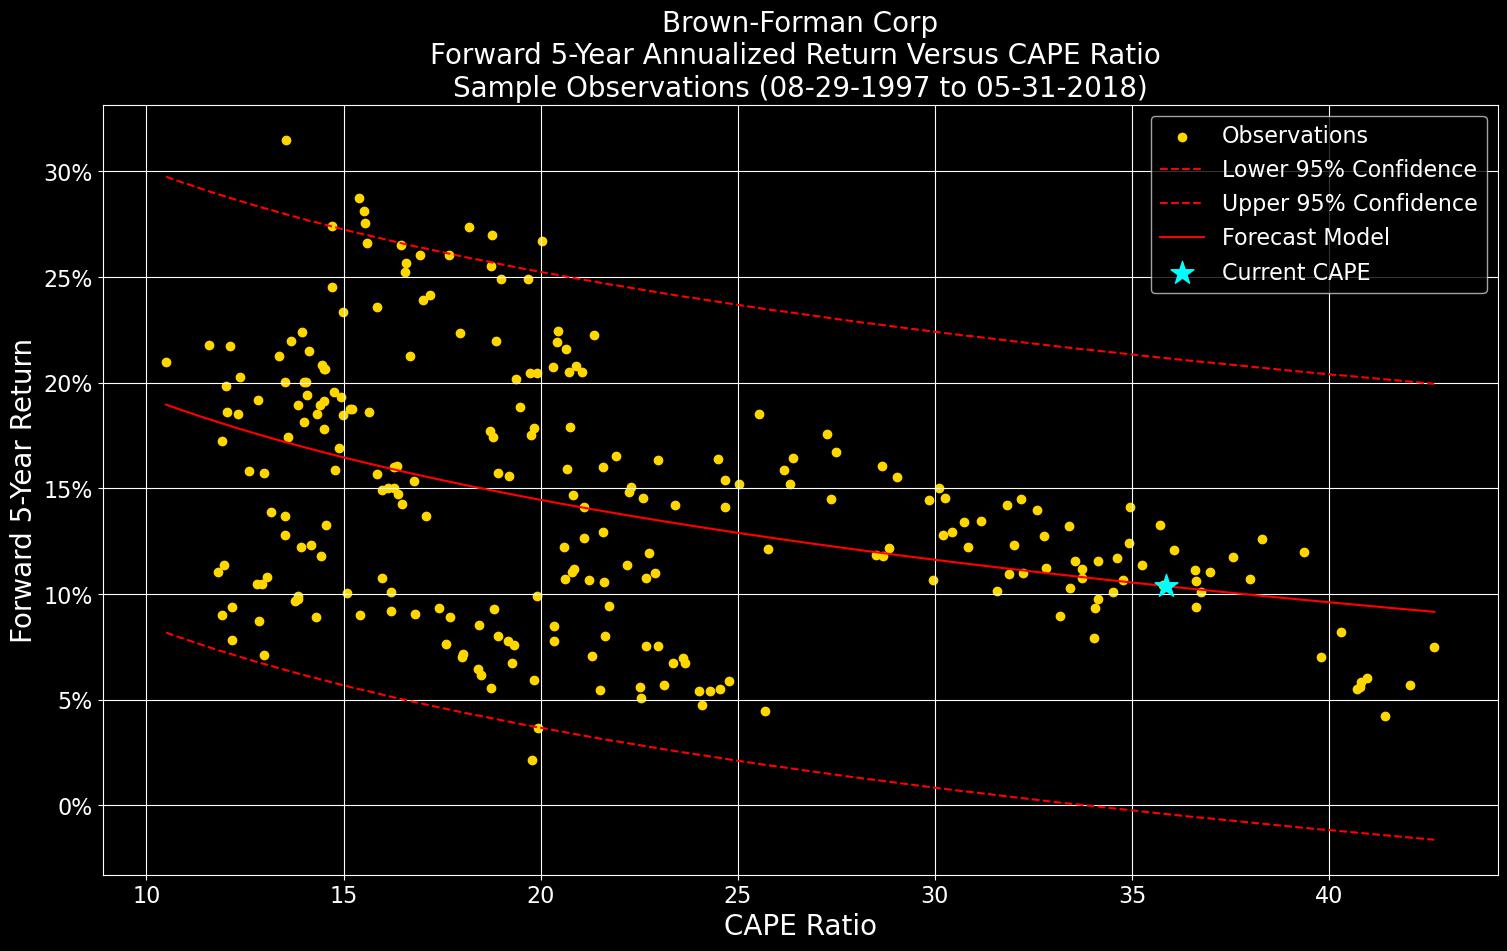 Brown-Forman Corp
Forward 5-Year Annualized Return Versus CAPE Ratio
Sample Observations (08-29-1997 to 05-31-2018)
Observations
Lower 95% Confidence
Upper 95% Confidence
Forecast Model
Current CAPE
Forward 5-Year Return
30%
25%
20%
15%
10%
5%
0%
10 15 20 25 30 35 40
CAPE Ratio